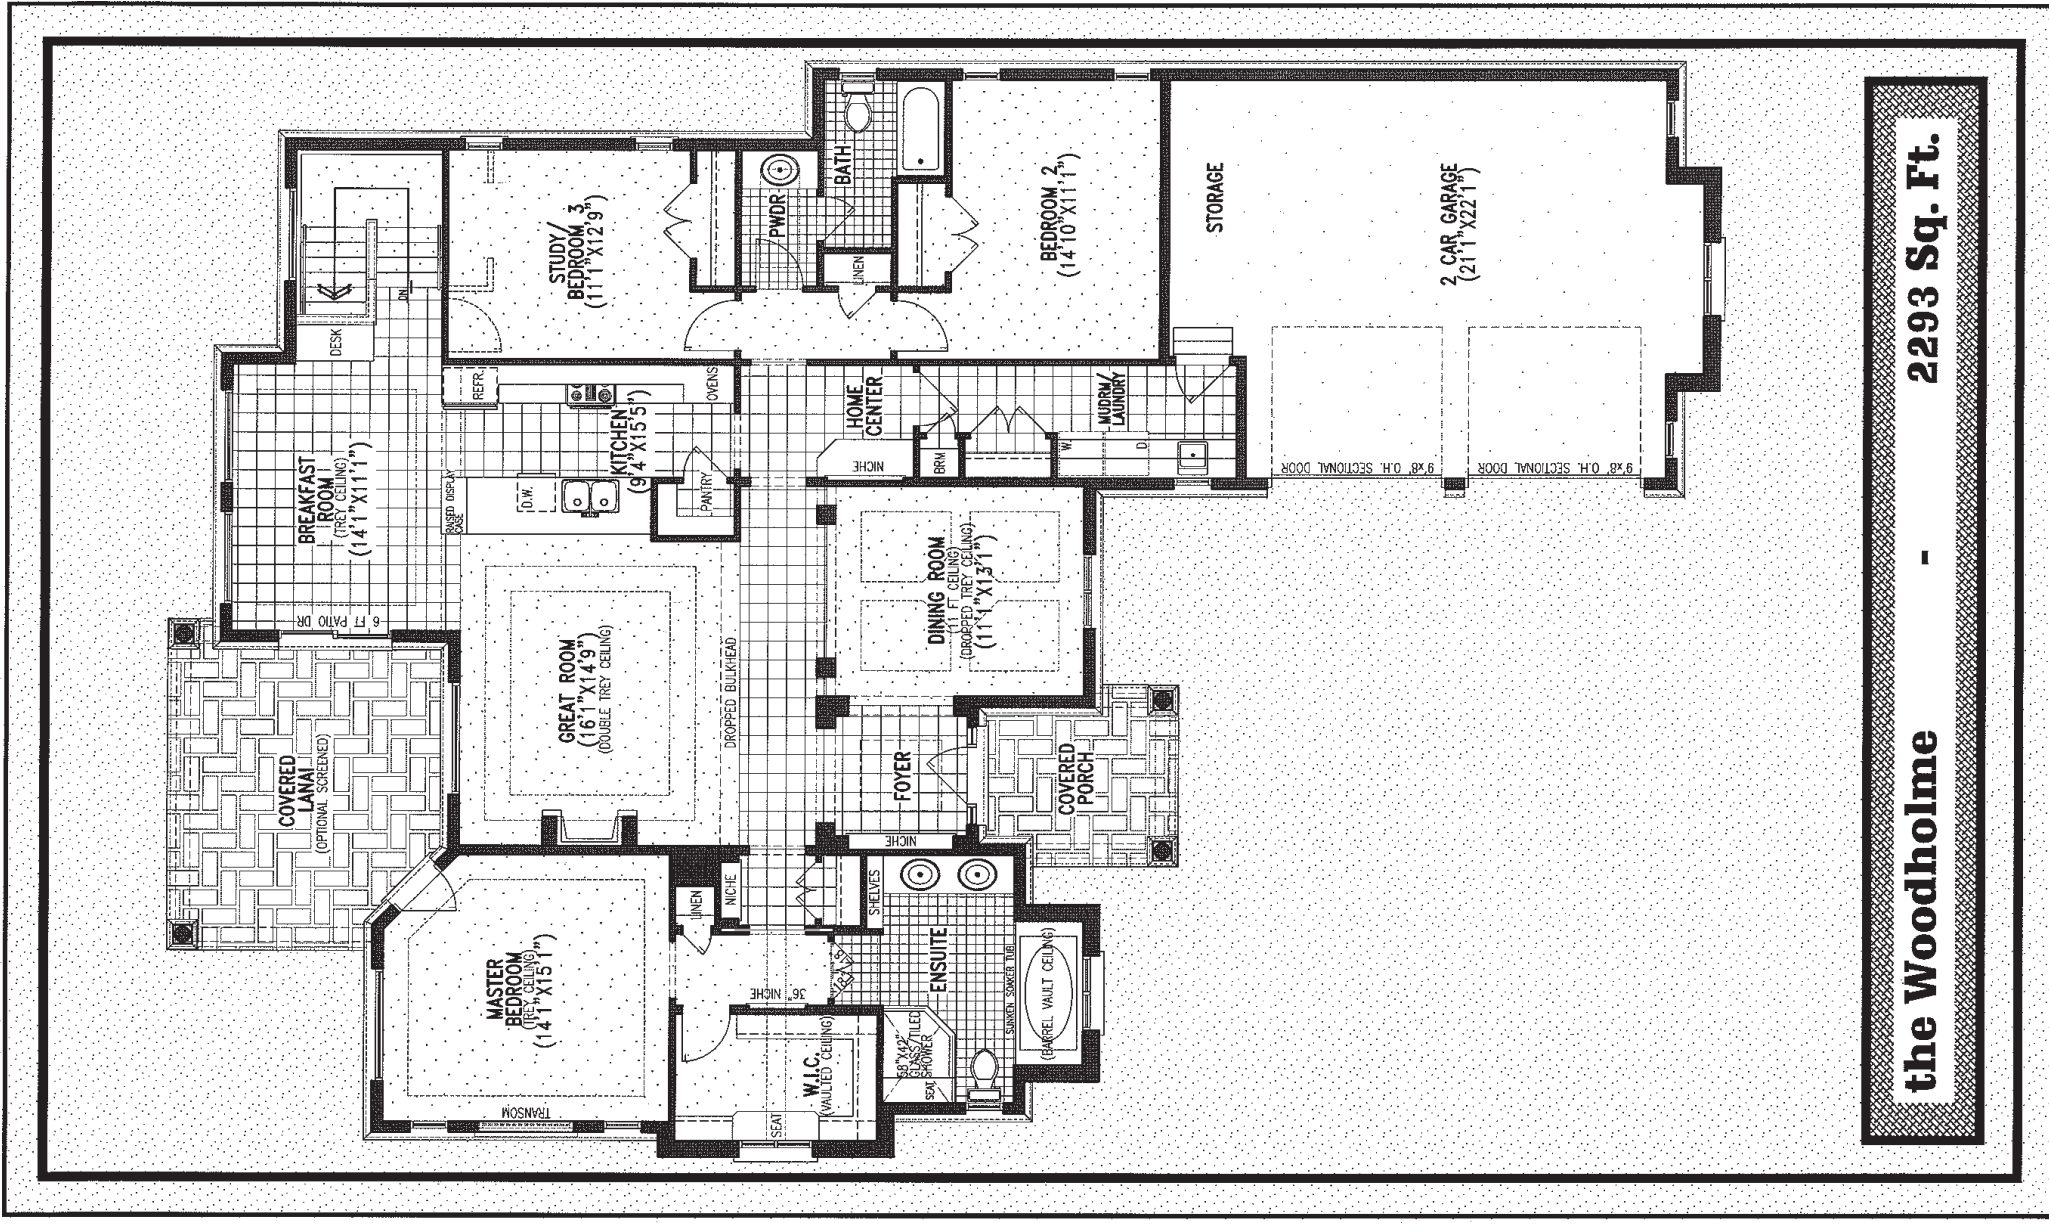 COVERED
LANAI
(OPTIONAL SCREENED)
MASTER
BEDROOM
(TREY CEILING)
(14'1"X15'1")
TRANSOM
GREAT ROOM
(16'1"X14'9")
(DOUBLE TREY CEILING)
DROPPED BULKHEAD
6 FT PATIO DR
BREAKFAST
ROOM
(TREY CEILING)
(14'1"X11'1")
DESK
DN
RAISED DISPLAY
CASE
REFR.
D.W.
KITCHEN
(9'4"X15'5")
OVENS
PANTRY
STUDY/
BEDROOM 3
(11'1"X12'9")
PWDR
BATH
LINEN
BEDROOM 2
(14'10"X11'1")
HOME
CENTER
NICHE
BRM
W.
D.
MUDRM/
LAUNDRY
STORAGE
2 CAR GARAGE
(21'1"X22'1")
9'x8' O.H. SECTIONAL DOOR
9'x8' O.H. SECTIONAL DOOR
DINING ROOM
(11 FT CEILING)
(DROPPED TREY CEILING)
(11'1"X13'1")
FOYER
NICHE
COVERED
PORCH
LINEN
NICHE
SHELVES
36" NICHE
18"
18"
ENSUITE
W.I.C.
(VAULTED CEILING)
SEAT
58"X42"
GLASS/TILED
SHOWER
SEAT
SUNKEN SOAKER TUB
(BARREL VAULT CEILING)
the Woodholme - 2293 Sq. Ft.